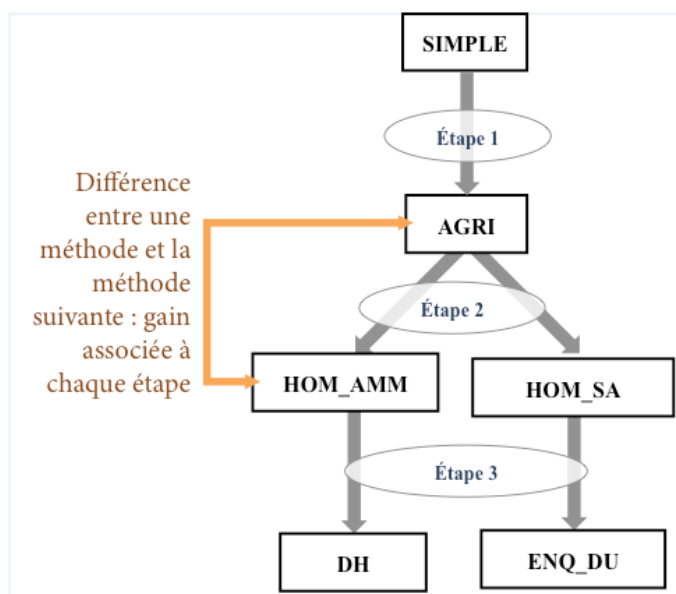 SIMPLE
Étape 1
Différence
entre une
méthode et la
méthode
suivante : gain
associée à
chaque étape
AGRI
Étape 2
HOM_AMM
HOM_SA
Étape 3
DH
ENQ_DU